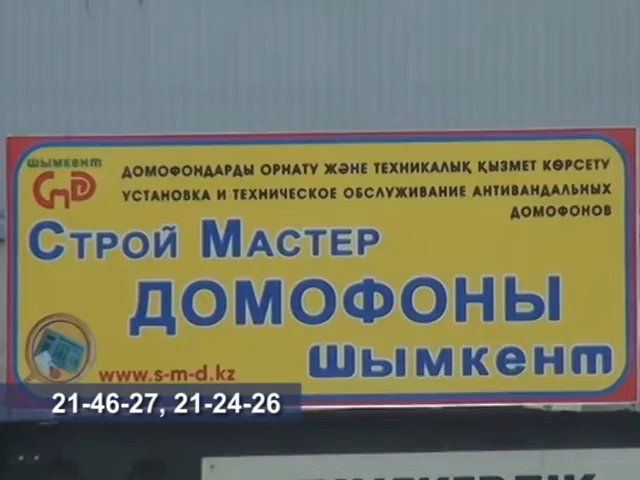 шымкент
СМД
ДОМОФОНДАРДЫ ОРНАТУ ЖӘНЕ ТЕХНИКАЛЫҚ ҚЫЗМЕТ КӨРСЕТУ
УСТАНОВКА И ТЕХНИЧЕСКОЕ ОБСЛУЖИВАНИЕ АНТИВАНДАЛЬНЫХ
ДОМОФОНОВ
СТРОЙ МАСТЕР
ДОМОФОНЫ
шымкент
www.s-m-d.kz
21-46-27, 21-24-26